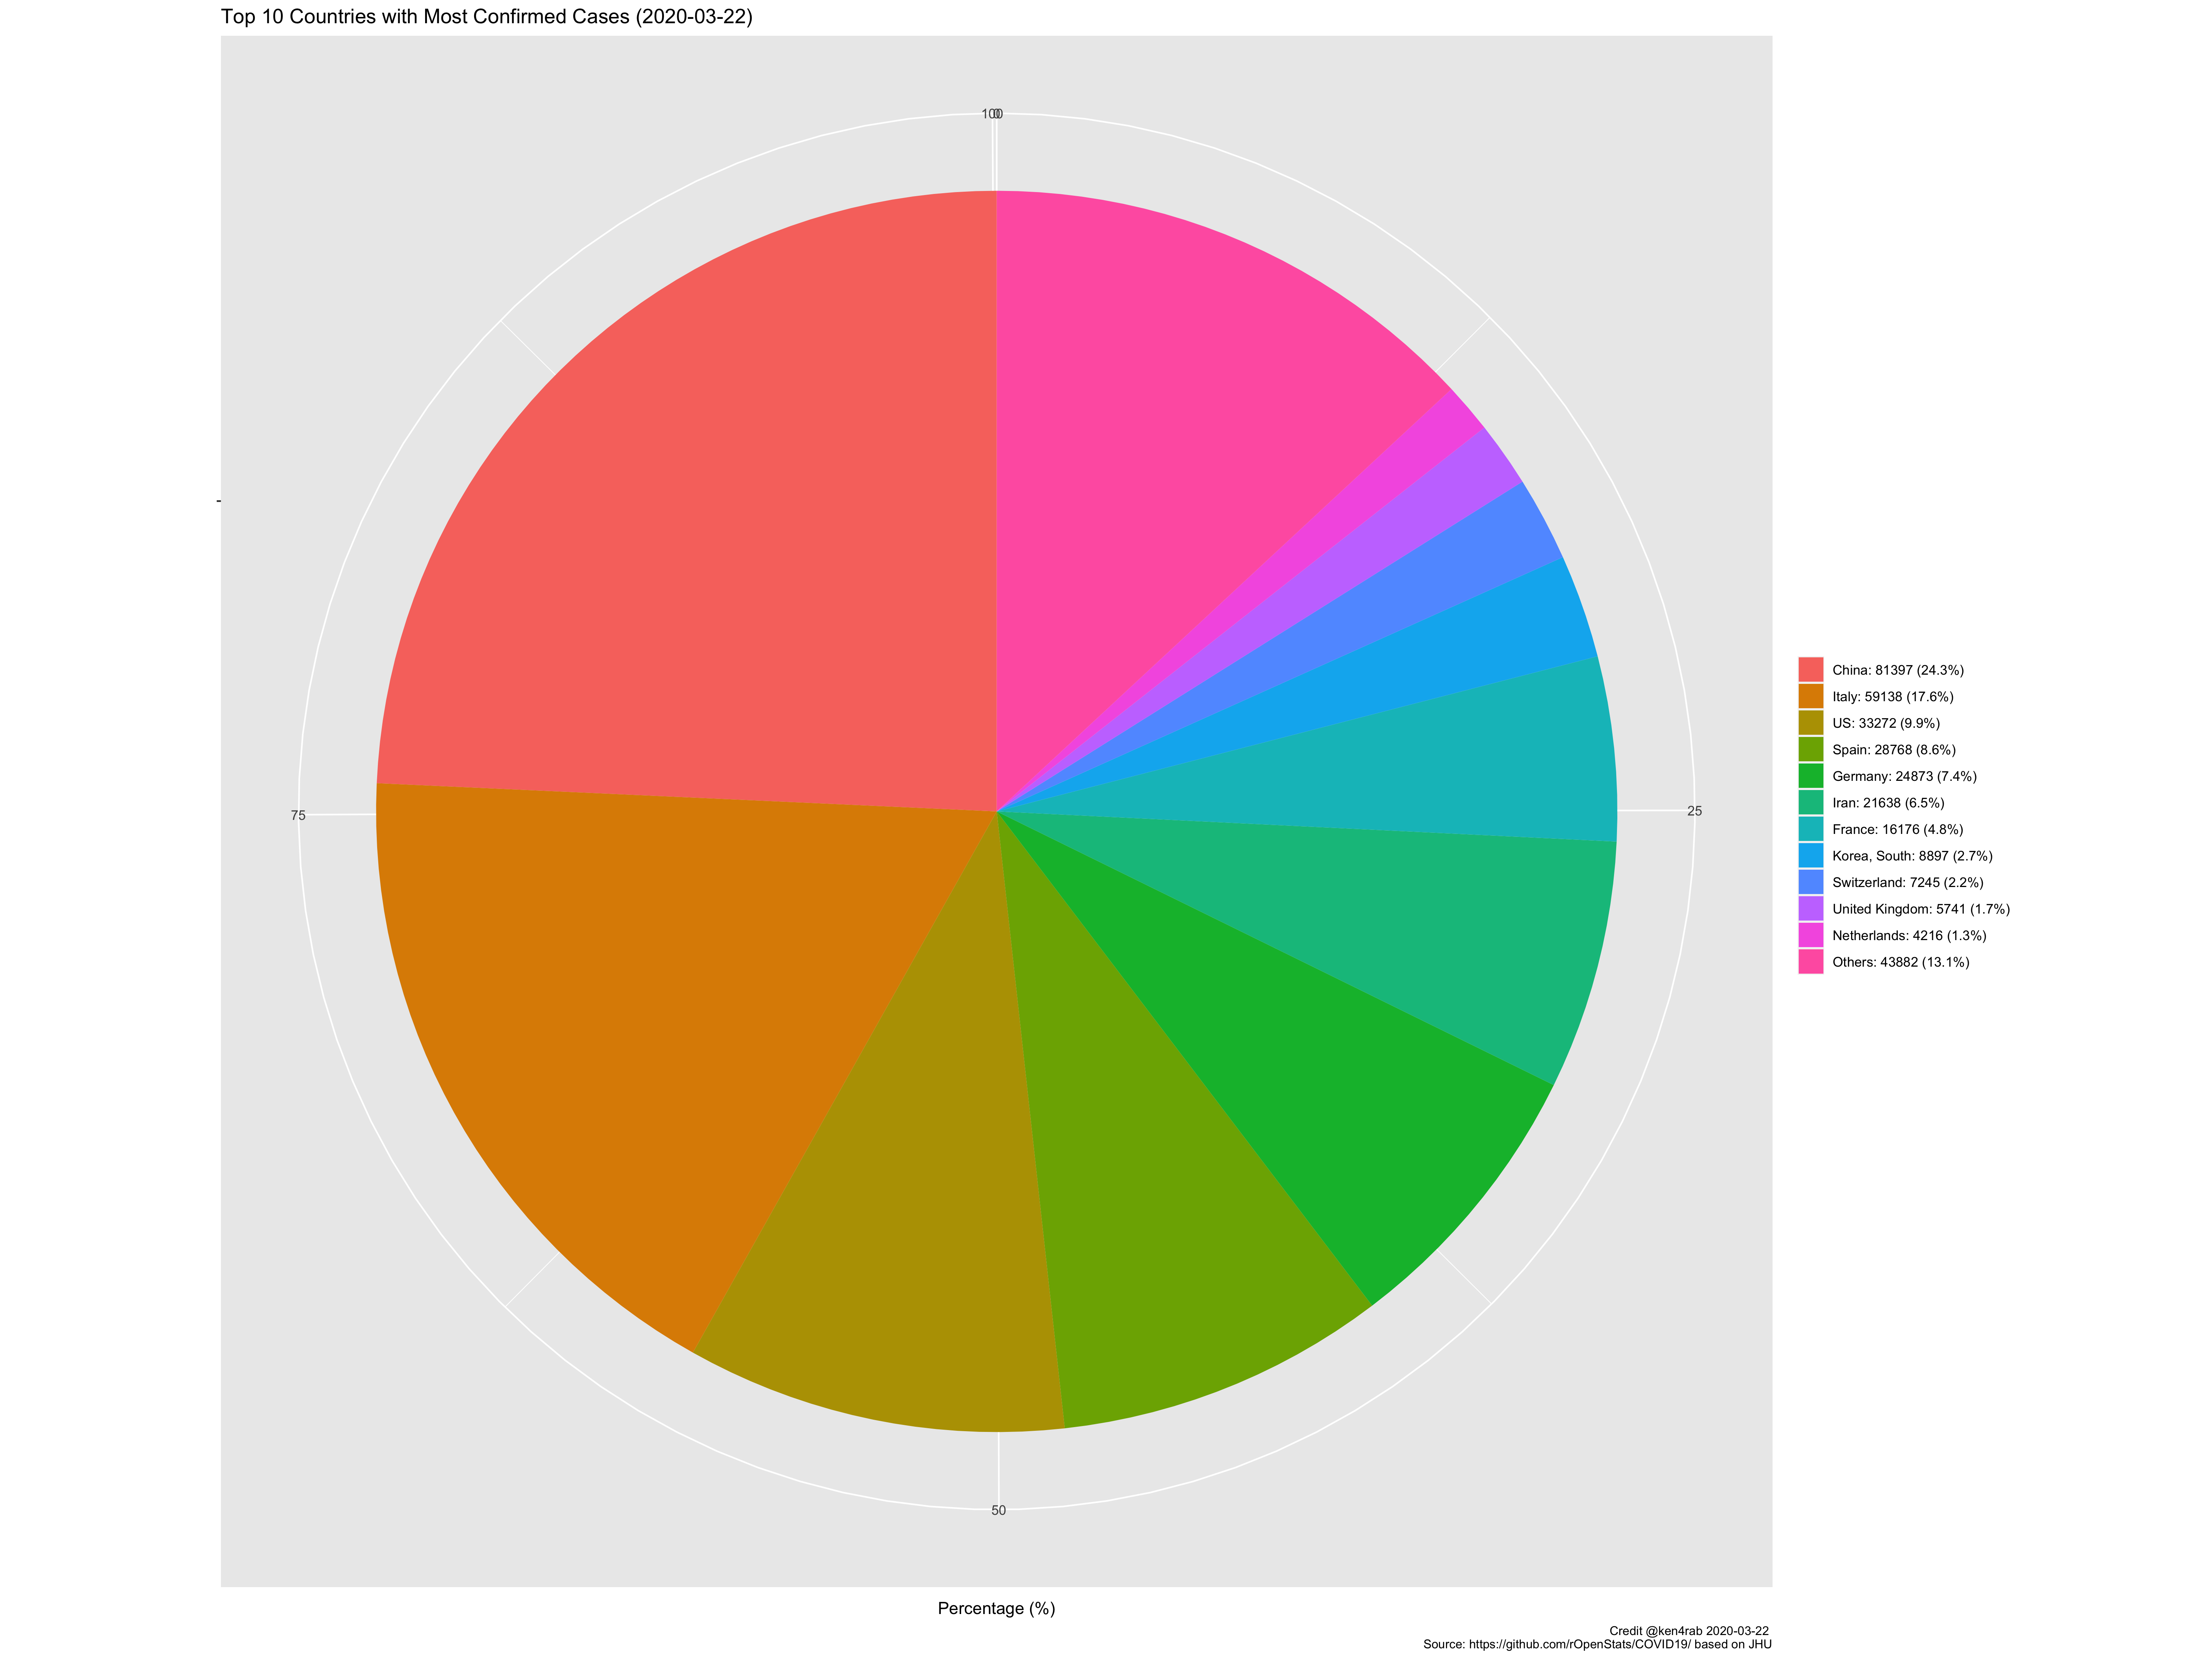 Top 10 Countries with Most Confirmed Cases (2020-03-22)
100
0
75
25
50
China: 81397 (24.3%)
Italy: 59138 (17.6%)
US: 33272 (9.9%)
Spain: 28768 (8.6%)
Germany: 24873 (7.4%)
Iran: 21638 (6.5%)
France: 16176 (4.8%)
Korea, South: 8897 (2.7%)
Switzerland: 7245 (2.2%)
United Kingdom: 5741 (1.7%)
Netherlands: 4216 (1.3%)
Others: 43882 (13.1%)
Percentage (%)
Credit @ken4rab 2020-03-22
Source: https://github.com/rOpenStats/COVID19/ based on JHU